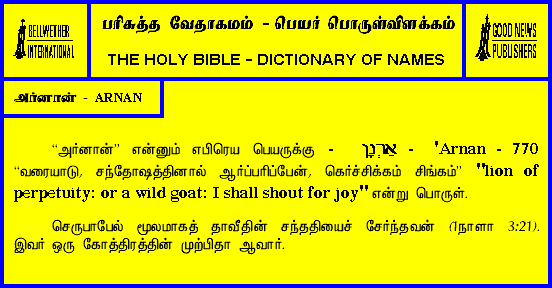 BELLWETHER
INTERNATIONAL
பரிசுத்த வேதாகமம் - பெயர் பொருள்விளக்கம்
THE HOLY BIBLE - DICTIONARY OF NAMES
GOOD NEWS
PUBLISHERS
அர்னான் - ARNAN
“அர்னான்” என்னும் எபிரெய பெயருக்கு - אַרְנָן - 'Arnan - 770
“வரையாடு, சந்தோஷத்தினால் ஆர்ப்பரிப்பேன், கெர்ச்சிக்கம் சிங்கம்” "lion of
perpetuity: or a wild goat: I shall shout for joy" என்று பொருள்.
செருபாபேல் மூலமாகத் தாவீதின் சந்ததியைச் சேர்ந்தவன் (1நாளா 3:21).
இவர் ஒரு கோத்திரத்தின் முற்பிதா ஆவார்.